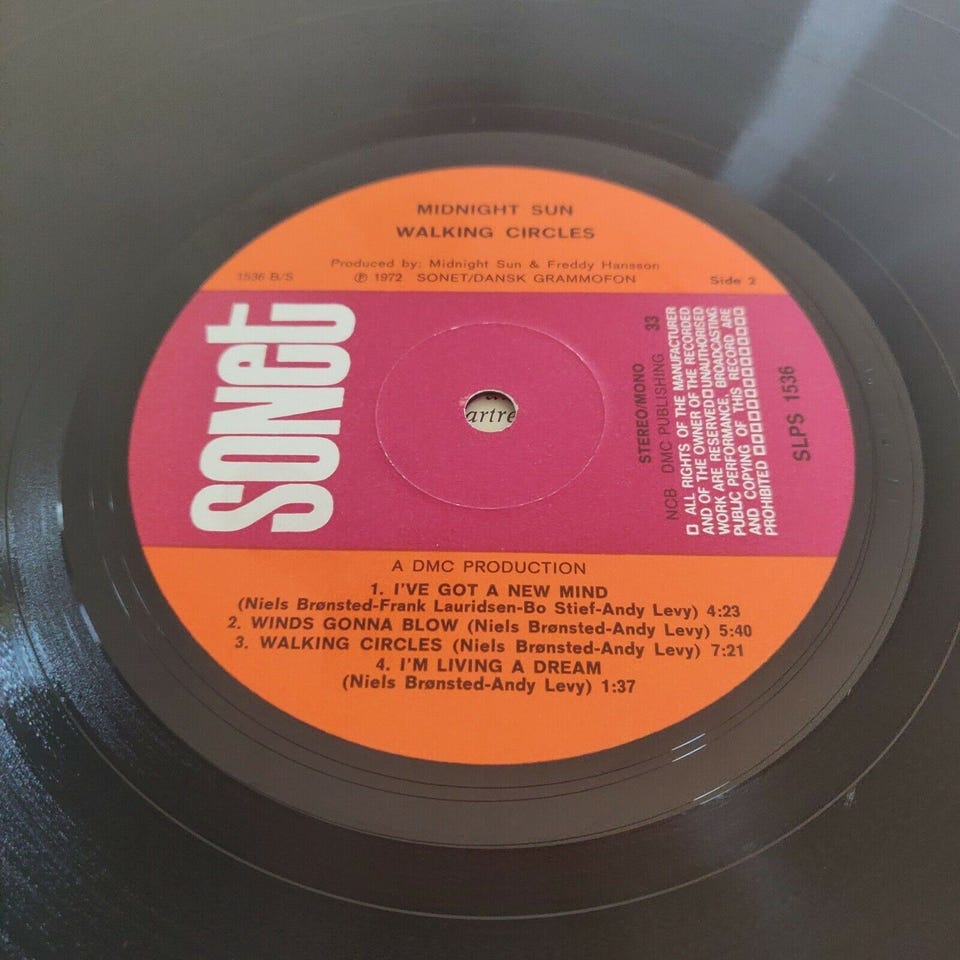 MIDNIGHT SUN
WALKING CIRCLES
Produced by: Midnight Sun & Freddy Hansson
1536 B/S
℗ 1972 SONET/DANSK GRAMMOFON
Side 2
sonet
artre
STEREO/MONO 33
NCB DMC PUBLISHING
□ ALL RIGHTS OF THE MANUFACTURER
AND OF THE OWNER OF THE RECORDED
WORK ARE RESERVED□UNAUTHORISED
PUBLIC PERFORMANCE, BROADCASTING
AND COPYING OF THIS RECORD ARE
PROHIBITED □□□□□□□□□□□□□
SLPS 1536
A DMC PRODUCTION
1. I'VE GOT A NEW MIND
(Niels Brønsted-Frank Lauridsen-Bo Stief-Andy Levy) 4:23
2. WINDS GONNA BLOW (Niels Brønsted-Andy Levy) 5:40
3. WALKING CIRCLES (Niels Brønsted-Andy Levy) 7:21
4. I'M LIVING A DREAM
(Niels Brønsted-Andy Levy) 1:37